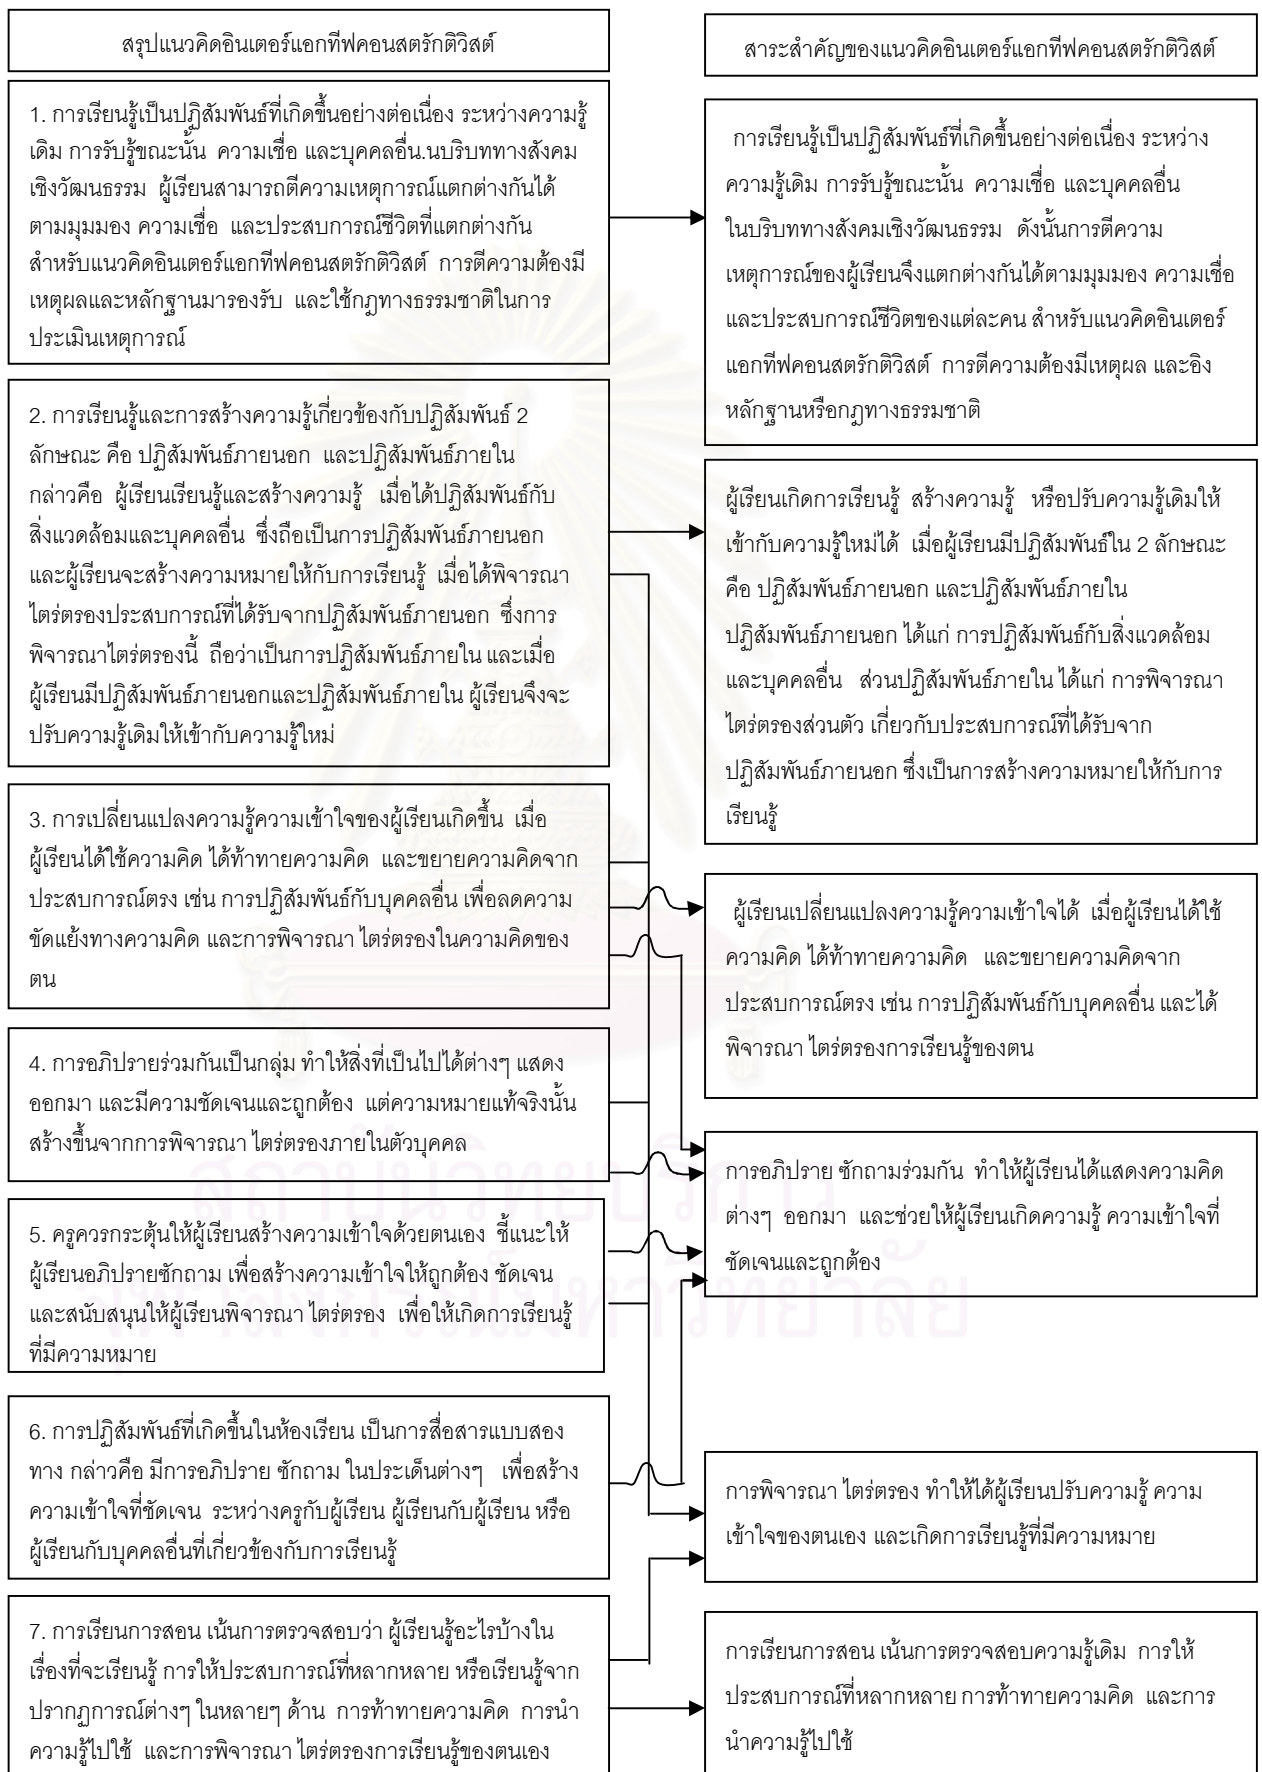 สรุปแนวคิดอินเตอร์แอกทีฟคอนสตรักติวิสต์
1. การเรียนรู้เป็นปฏิสัมพันธ์ที่เกิดขึ้นอย่างต่อเนื่อง ระหว่างความรู้
เดิม การรับรู้ขณะนั้น ความเชื่อ และบุคคลอื่น.นบริบททางสังคม
เชิงวัฒนธรรม ผู้เรียนสามารถตีความเหตุการณ์แตกต่างกันได้
ตามมุมมอง ความเชื่อ และประสบการณ์ชีวิตที่แตกต่างกัน
สำหรับแนวคิดอินเตอร์แอกทีฟคอนสตรักติวิสต์ การตีความต้องมี
เหตุผลและหลักฐานมารองรับ และใช้กฎทางธรรมชาติในการ
ประเมินเหตุการณ์
2. การเรียนรู้และการสร้างความรู้เกี่ยวข้องกับปฏิสัมพันธ์ 2
ลักษณะ คือ ปฏิสัมพันธ์ภายนอก และปฏิสัมพันธ์ภายใน
กล่าวคือ ผู้เรียนเรียนรู้และสร้างความรู้ เมื่อได้ปฏิสัมพันธ์กับ
สิ่งแวดล้อมและบุคคลอื่น ซึ่งถือเป็นการปฏิสัมพันธ์ภายนอก
และผู้เรียนจะสร้างความหมายให้กับการเรียนรู้ เมื่อได้พิจารณา
ไตร่ตรองประสบการณ์ที่ได้รับจากปฏิสัมพันธ์ภายนอก ซึ่งการ
พิจารณาไตร่ตรองนี้ ถือว่าเป็นการปฏิสัมพันธ์ภายใน และเมื่อ
ผู้เรียนมีปฏิสัมพันธ์ภายนอกและปฏิสัมพันธ์ภายใน ผู้เรียนจึงจะ
ปรับความรู้เดิมให้เข้ากับความรู้ใหม่
3. การเปลี่ยนแปลงความรู้ความเข้าใจของผู้เรียนเกิดขึ้น เมื่อ
ผู้เรียนได้ใช้ความคิด ได้ท้าทายความคิด และขยายความคิดจาก
ประสบการณ์ตรง เช่น การปฏิสัมพันธ์กับบุคคลอื่น เพื่อลดความ
ขัดแย้งทางความคิด และการพิจารณา ไตร่ตรองในความคิดของ
ตน
4. การอภิปรายร่วมกันเป็นกลุ่ม ทำให้สิ่งที่เป็นไปได้ต่างๆ แสดง
ออกมา และมีความชัดเจนและถูกต้อง แต่ความหมายแท้จริงนั้น
สร้างขึ้นจากการพิจารณา ไตร่ตรองภายในตัวบุคคล
5. ครูควรกระตุ้นให้ผู้เรียนสร้างความเข้าใจด้วยตนเอง ชี้แนะให้
ผู้เรียนอภิปรายซักถาม เพื่อสร้างความเข้าใจให้ถูกต้อง ชัดเจน
และสนับสนุนให้ผู้เรียนพิจารณา ไตร่ตรอง เพื่อให้เกิดการเรียนรู้
ที่มีความหมาย
6. การปฏิสัมพันธ์ที่เกิดขึ้นในห้องเรียน เป็นการสื่อสารแบบสอง
ทาง กล่าวคือ มีการอภิปราย ซักถาม ในประเด็นต่างๆ เพื่อสร้าง
ความเข้าใจที่ชัดเจน ระหว่างครูกับผู้เรียน ผู้เรียนกับผู้เรียน หรือ
ผู้เรียนกับบุคคลอื่นที่เกี่ยวข้องกับการเรียนรู้
7. การเรียนการสอน เน้นการตรวจสอบว่า ผู้เรียนรู้อะไรบ้างใน
เรื่องที่จะเรียนรู้ การให้ประสบการณ์ที่หลากหลาย หรือเรียนรู้จาก
ปรากฏการณ์ต่างๆ ในหลายๆ ด้าน การท้าทายความคิด การนำ
ความรู้ไปใช้ และการพิจารณา ไตร่ตรองการเรียนรู้ของตนเอง
สาระสำคัญของแนวคิดอินเตอร์แอกทีฟคอนสตรักติวิสต์
การเรียนรู้เป็นปฏิสัมพันธ์ที่เกิดขึ้นอย่างต่อเนื่อง ระหว่าง
ความรู้เดิม การรับรู้ขณะนั้น ความเชื่อ และบุคคลอื่น
ในบริบททางสังคมเชิงวัฒนธรรม ดังนั้นการตีความ
เหตุการณ์ของผู้เรียนจึงแตกต่างกันได้ตามมุมมอง ความเชื่อ
และประสบการณ์ชีวิตของแต่ละคน สำหรับแนวคิดอินเตอร์
แอกทีฟคอนสตรักติวิสต์ การตีความต้องมีเหตุผล และอิง
หลักฐานหรือกฎทางธรรมชาติ
ผู้เรียนเกิดการเรียนรู้ สร้างความรู้ หรือปรับความรู้เดิมให้
เข้ากับความรู้ใหม่ได้ เมื่อผู้เรียนมีปฏิสัมพันธ์ใน 2 ลักษณะ
คือ ปฏิสัมพันธ์ภายนอก และปฏิสัมพันธ์ภายใน
ปฏิสัมพันธ์ภายนอก ได้แก่ การปฏิสัมพันธ์กับสิ่งแวดล้อม
และบุคคลอื่น ส่วนปฏิสัมพันธ์ภายใน ได้แก่ การพิจารณา
ไตร่ตรองส่วนตัว เกี่ยวกับประสบการณ์ที่ได้รับจาก
ปฏิสัมพันธ์ภายนอก ซึ่งเป็นการสร้างความหมายให้กับการ
เรียนรู้
ผู้เรียนเปลี่ยนแปลงความรู้ความเข้าใจได้ เมื่อผู้เรียนได้ใช้
ความคิด ได้ท้าทายความคิด และขยายความคิดจาก
ประสบการณ์ตรง เช่น การปฏิสัมพันธ์กับบุคคลอื่น และได้
พิจารณา ไตร่ตรองการเรียนรู้ของตน
การอภิปราย ซักถามร่วมกัน ทำให้ผู้เรียนได้แสดงความคิด
ต่างๆ ออกมา และช่วยให้ผู้เรียนเกิดความรู้ ความเข้าใจที่
ชัดเจนและถูกต้อง
การพิจารณา ไตร่ตรอง ทำให้ได้ผู้เรียนปรับความรู้ ความ
เข้าใจของตนเอง และเกิดการเรียนรู้ที่มีความหมาย
การเรียนการสอน เน้นการตรวจสอบความรู้เดิม การให้
ประสบการณ์ที่หลากหลาย การท้าทายความคิด และการ
นำความรู้ไปใช้
สถาบันวิทยบริการ
จุฬาลงกรณ์มหาวิทยาลัย